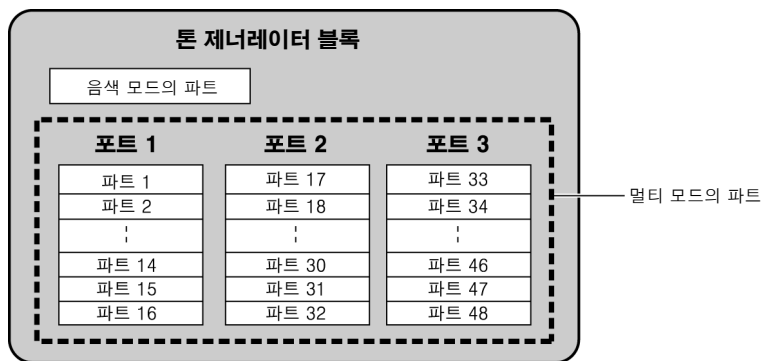 톤 제너레이터 블록
음색 모드의 파트
포트 1
파트 1
파트 2
파트 14
파트 15
파트 16
포트 2
파트 17
파트 18
파트 30
파트 31
파트 32
포트 3
파트 33
파트 34
파트 46
파트 47
파트 48
멀티 모드의 파트